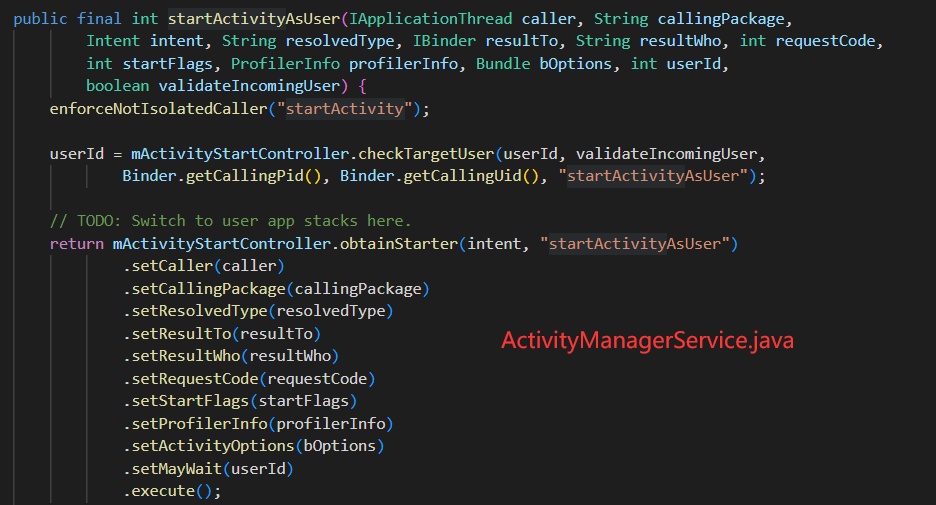 public final int startActivityAsUser(IApplicationThread caller, String callingPackage,
Intent intent, String resolvedType, IBinder resultTo, String resultWho, int requestCode,
int startFlags, ProfilerInfo profilerInfo, Bundle bOptions, int userId,
boolean validateIncomingUser) {
enforceNotIsolatedCaller("startActivity");
userId = mActivityStartController.checkTargetUser(userId, validateIncomingUser,
Binder.getCallingPid(), Binder.getCallingUid(), "startActivityAsUser");
// TODO: Switch to user app stacks here.
return mActivityStartController.obtainStarter(intent, "startActivityAsUser")
.setCaller(caller)
.setCallingPackage(callingPackage)
.setResolvedType(resolvedType)
.setResultTo(resultTo)
.setResultWho(resultWho)
.setRequestCode(requestCode)
.setStartFlags(startFlags)
.setProfilerInfo(profilerInfo)
.setActivityOptions(bOptions)
.setMayWait(userId)
.execute();
ActivityManagerService.java